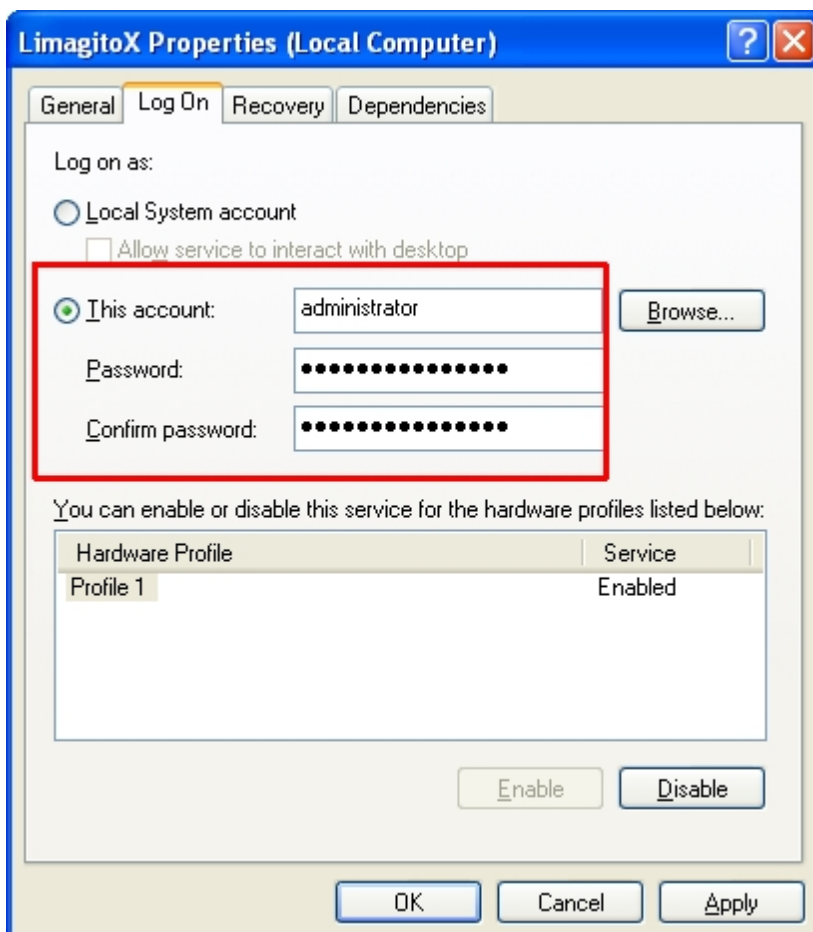 LimagitoX Properties (Local Computer)
General Log On Recovery Dependencies
Log on as:
Local System account
Allow service to interact with desktop
This account: administrator Browse...
Password: ●●●●●●●●●●●●●●●
Confirm password: ●●●●●●●●●●●●●●●
You can enable or disable this service for the hardware profiles listed below:
Hardware Profile Service
Profile 1 Enabled
Enable Disable
OK Cancel Apply